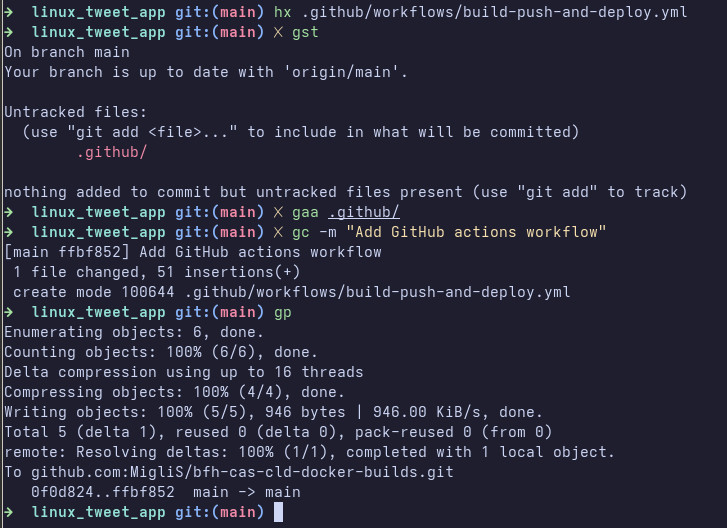 → linux_tweet_app git:(main) hx .github/workflows/build-push-and-deploy.yml
→ linux_tweet_app git:(main) ✗ gst
On branch main
Your branch is up to date with 'origin/main'.
Untracked files:
(use "git add <file>..." to include in what will be committed)
.github/
nothing added to commit but untracked files present (use "git add" to track)
→ linux_tweet_app git:(main) ✗ gaa .github/
→ linux_tweet_app git:(main) ✗ gc -m "Add GitHub actions workflow"
[main ffbf852] Add GitHub actions workflow
1 file changed, 51 insertions(+)
create mode 100644 .github/workflows/build-push-and-deploy.yml
→ linux_tweet_app git:(main) gp
Enumerating objects: 6, done.
Counting objects: 100% (6/6), done.
Delta compression using up to 16 threads
Compressing objects: 100% (4/4), done.
Writing objects: 100% (5/5), 946 bytes | 946.00 KiB/s, done.
Total 5 (delta 1), reused 0 (delta 0), pack-reused 0 (from 0)
remote: Resolving deltas: 100% (1/1), completed with 1 local object.
To github.com:MigliS/bfh-cas-cld-docker-builds.git
0f0d824..ffbf852 main -> main
→ linux_tweet_app git:(main)